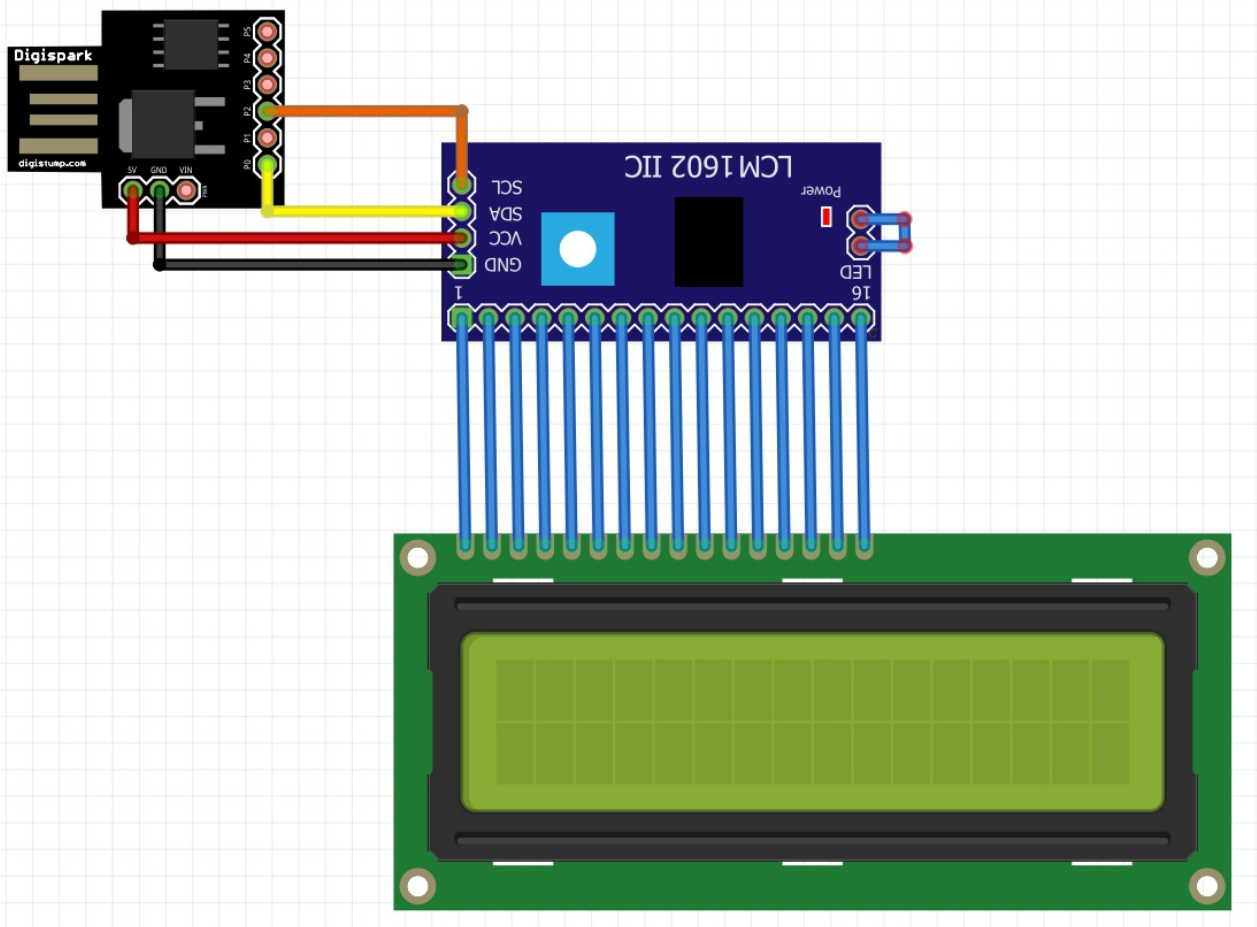 Digispark
P5
P4
P3
P2
P1
P0
digistump.com
5V GND VIN
LCM 1602 IIC
SCL
SDA
VCC
GND
Power
LED
1
16